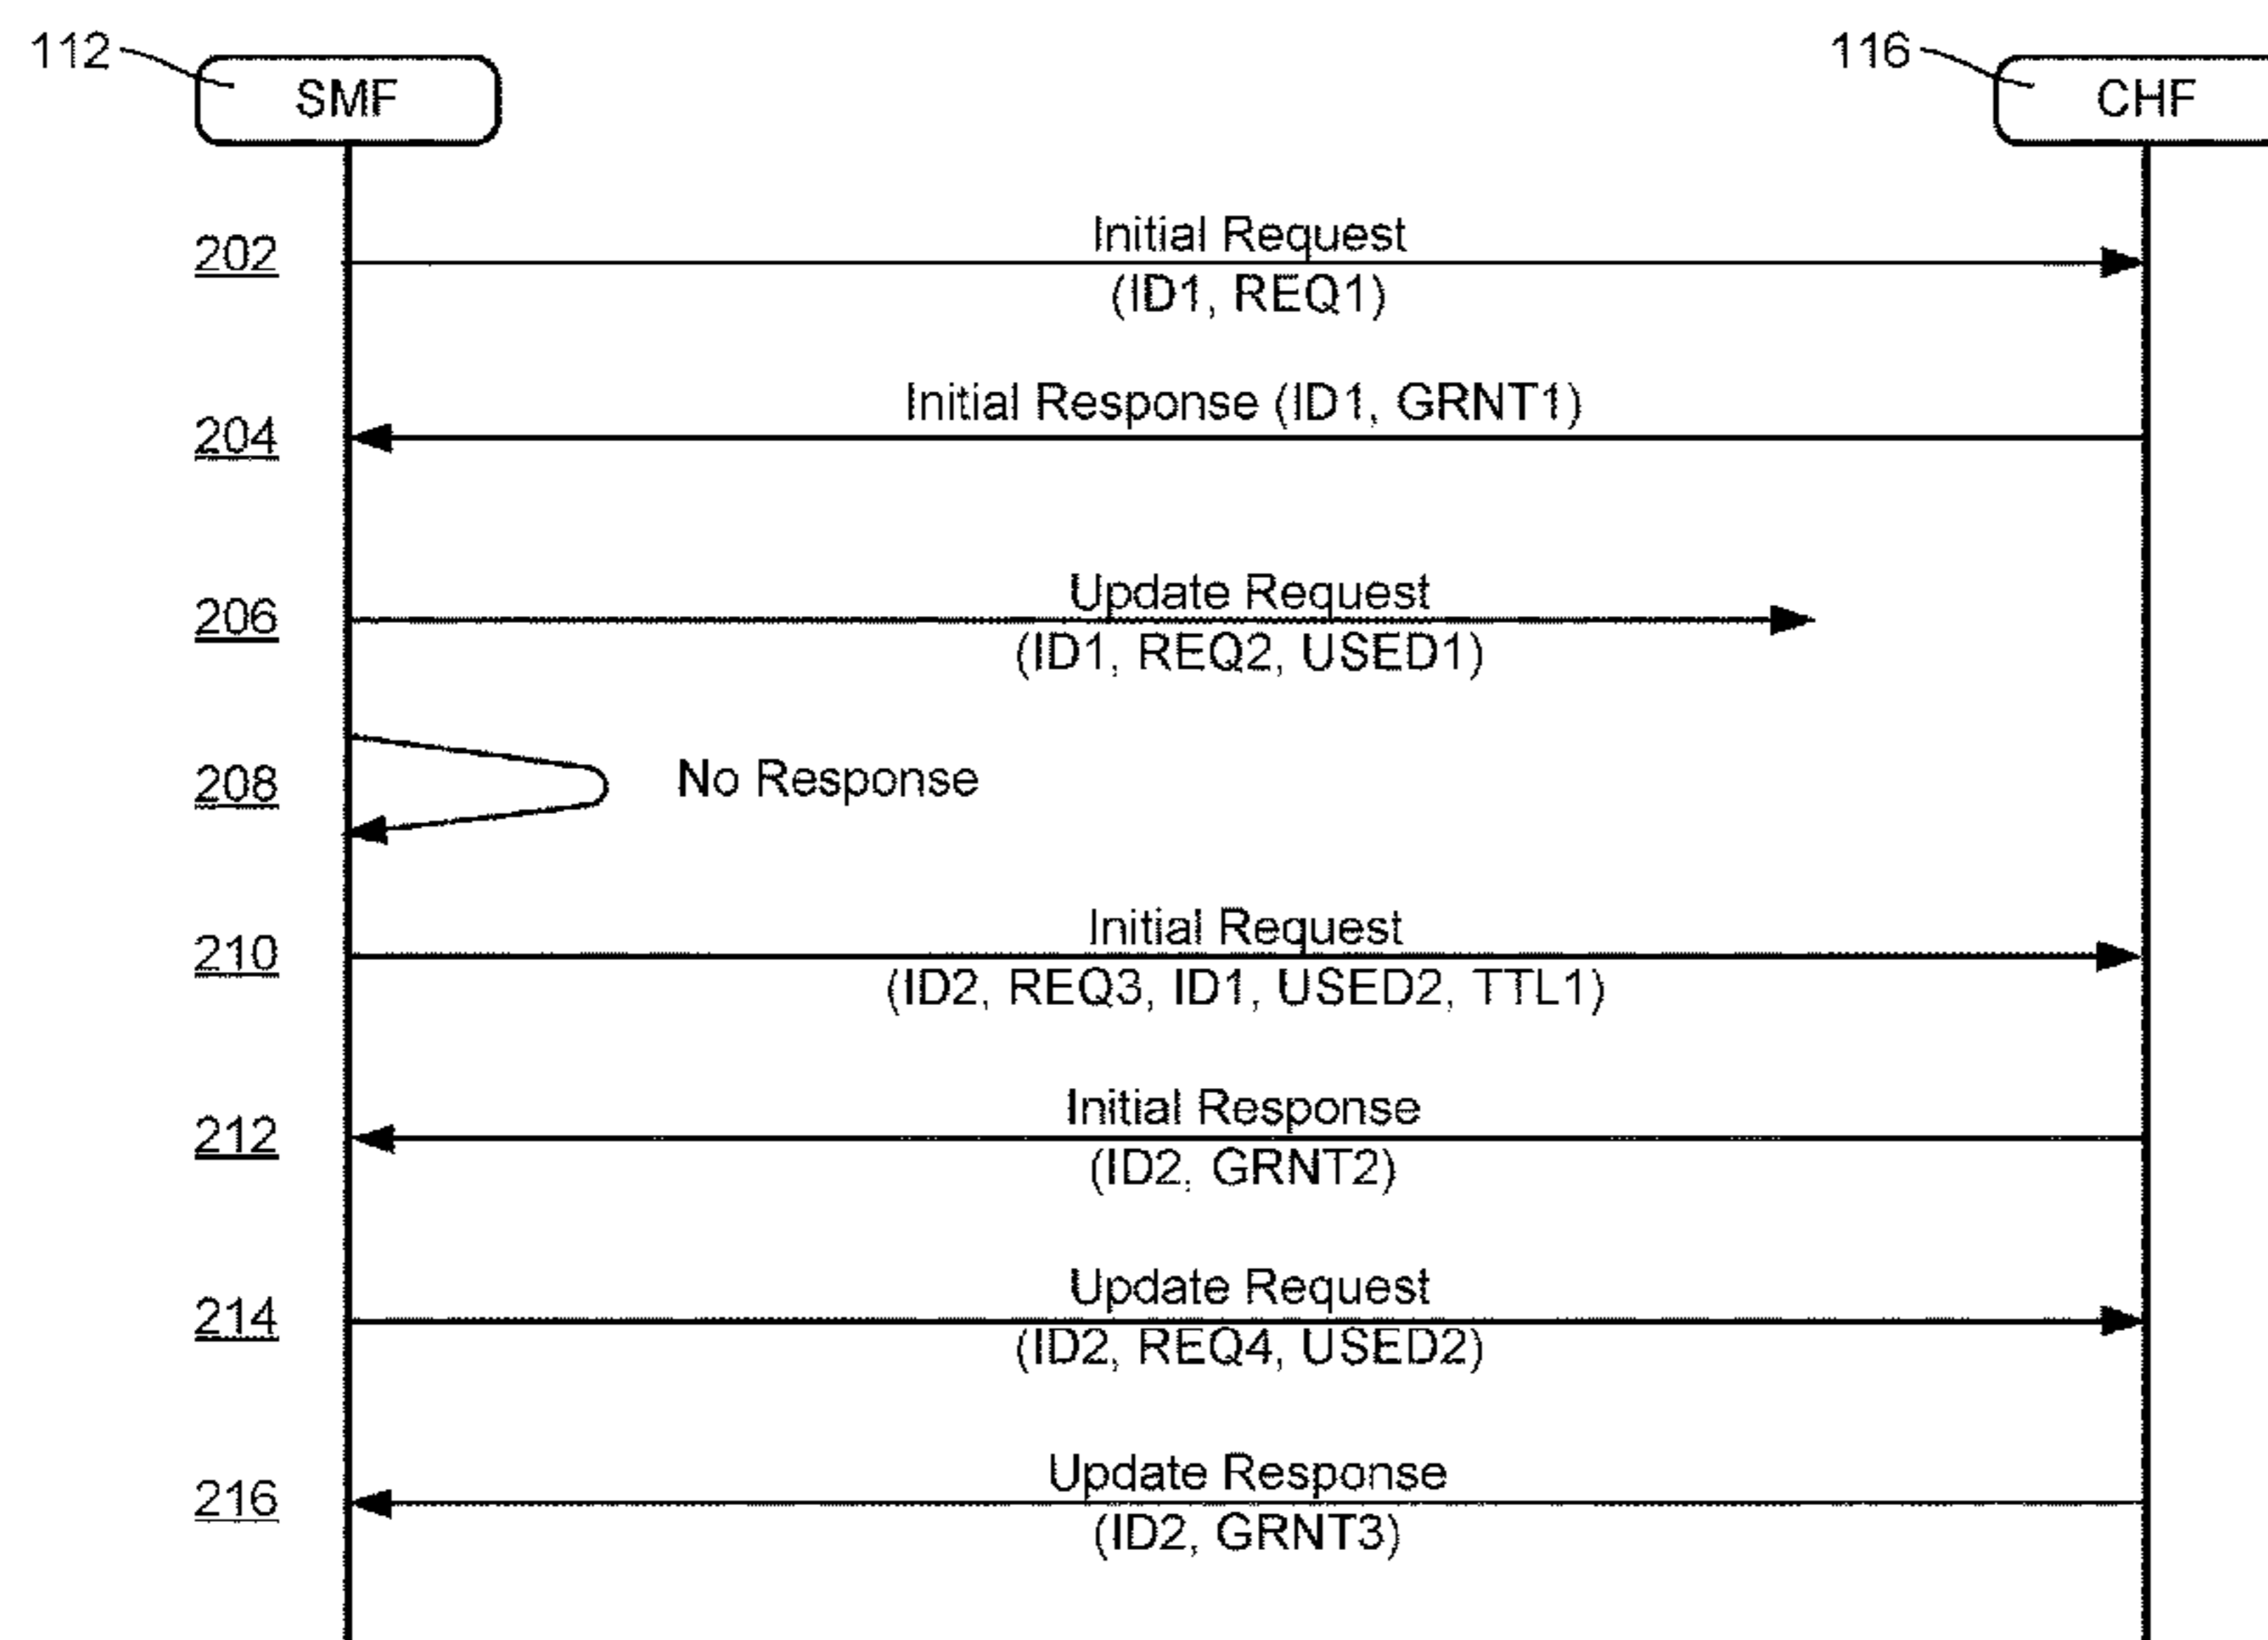 112
SMF
116
CHF
202
Initial Request
(ID1, REQ1)
204
Initial Response (ID1, GRNT1)
206
Update Request
(ID1, REQ2, USED1)
208
No Response
210
Initial Request
(ID2, REQ3, ID1, USED2, TTL1)
212
Initial Response
(ID2, GRNT2)
214
Update Request
(ID2, REQ4, USED2)
216
Update Response
(ID2, GRNT3)